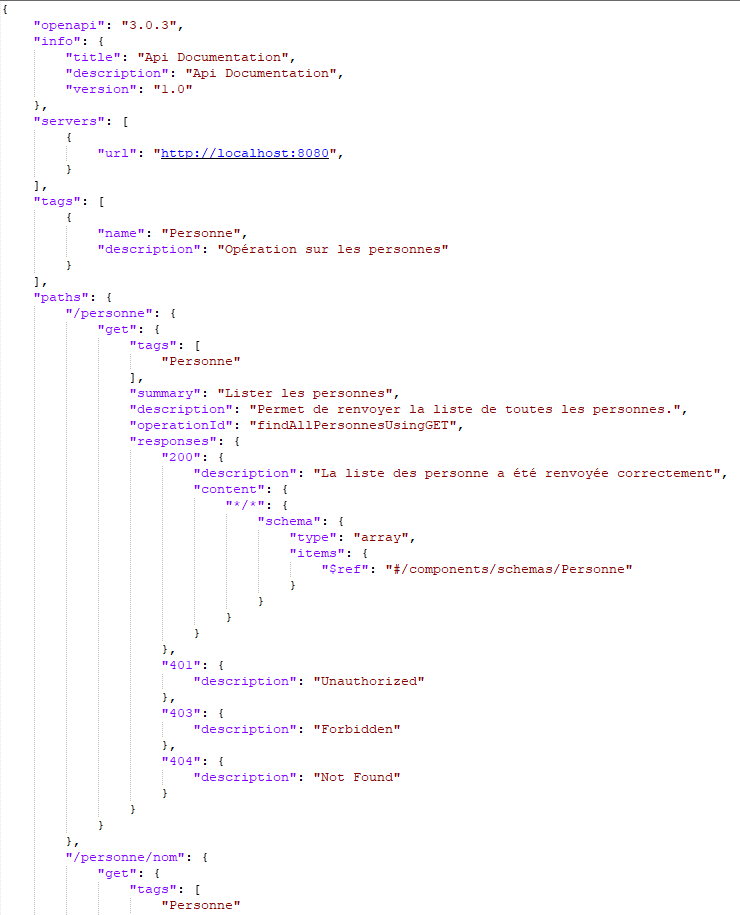 {
    "openapi": "3.0.3",
    "info": {
        "title": "Api Documentation",
        "description": "Api Documentation",
        "version": "1.0"
    },
    "servers": [
        {
            "url": "http://localhost:8080",
        }
    ],
    "tags": [
        {
            "name": "Personne",
            "description": "Opération sur les personnes"
        }
    ],
    "paths": {
        "/personne": {
            "get": {
                "tags": [
                    "Personne"
                ],
                "summary": "Lister les personnes",
                "description": "Permet de renvoyer la liste de toutes les personnes.",
                "operationId": "findAllPersonnesUsingGET",
                "responses": {
                    "200": {
                        "description": "La liste des personne a été renvoyée correctement",
                        "content": {
                            "*/*": {
                                "schema": {
                                    "type": "array",
                                    "items": {
                                        "$ref": "#/components/schemas/Personne"
                                    }
                                }
                            }
                        }
                    },
                    "401": {
                        "description": "Unauthorized"
                    },
                    "403": {
                        "description": "Forbidden"
                    },
                    "404": {
                        "description": "Not Found"
                    }
                }
            }
        },
        "/personne/nom": {
            "get": {
                "tags": [
                    "Personne"